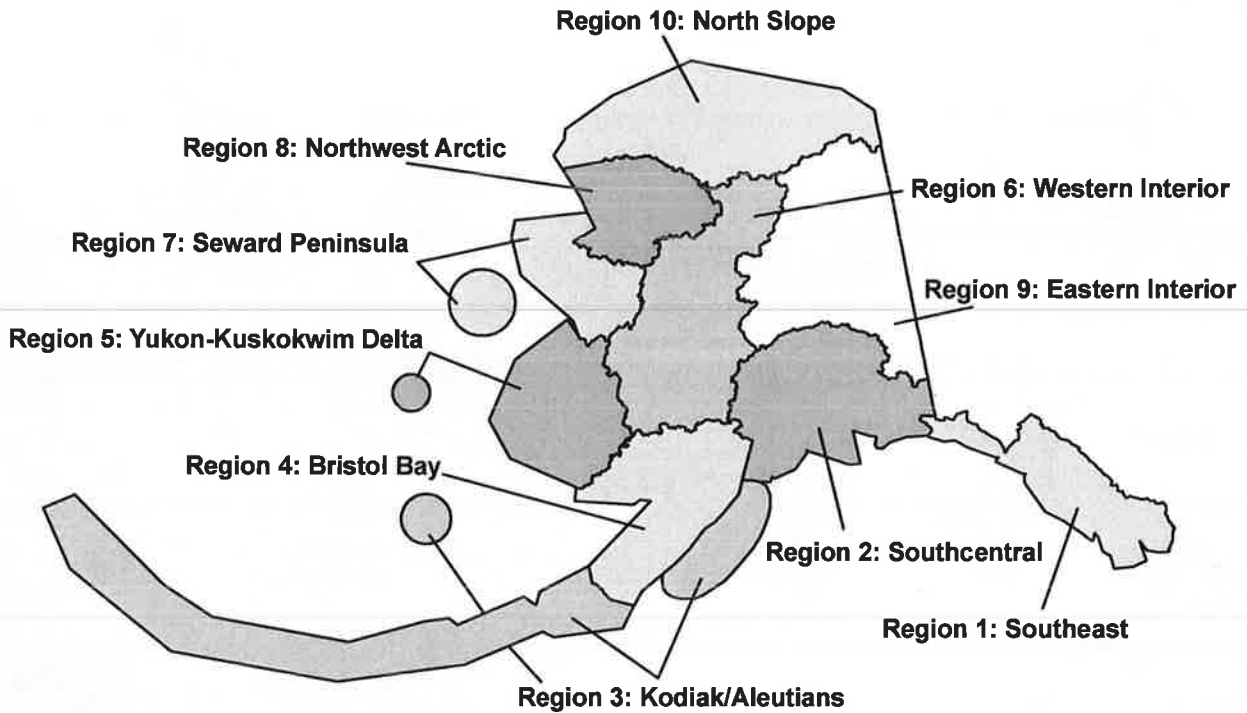 Region 10: North Slope
Region 8: Northwest Arctic
Region 6: Western Interior
Region 7: Seward Peninsula
Region 9: Eastern Interior
Region 5: Yukon-Kuskokwim Delta
Region 4: Bristol Bay
Region 2: Southcentral
Region 1: Southeast
Region 3: Kodiak/Aleutians